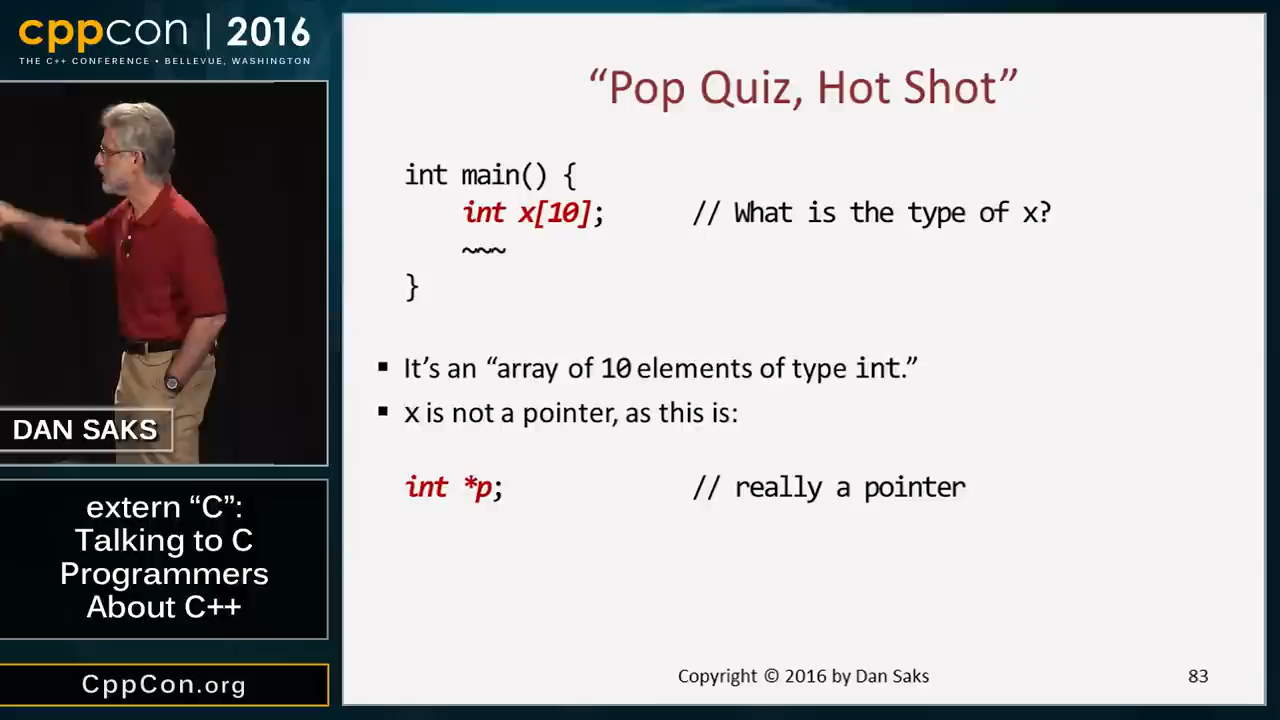 cppcon | 2016
THE C++ CONFERENCE • BELLEVUE, WASHINGTON
DAN SAKS
extern “C”:
Talking to C
Programmers
About C++
CppCon.org
“Pop Quiz, Hot Shot”
int main() {
int x[10]; // What is the type of x?
~~~
}
▪ It’s an “array of 10 elements of type int.”
▪ x is not a pointer, as this is:
int *p; // really a pointer
Copyright © 2016 by Dan Saks 83